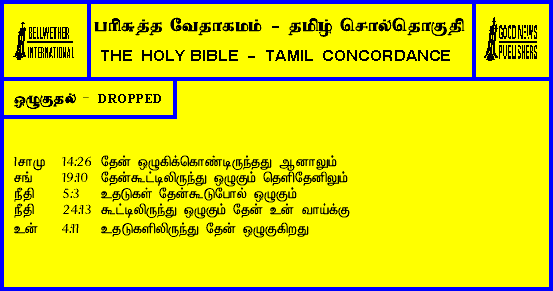 BELLWETHER
INTERNATIONAL
பரிசுத்த வேதாகமம் - தமிழ் சொல்தொகுதி
THE HOLY BIBLE - TAMIL CONCORDANCE
GOOD NEWS
PUBLISHERS
ஒழுகுதல் - DROPPED
1சாமு 14:26 தேன் ஒழுகிக்கொண்டிருந்தது ஆனாலும்
சங் 19:10 தேன்கூட்டிலிருந்து ஒழுகும் தெளிதேனிலும்
நீதி 5:3 உதடுகள் தேன்கூடுபோல் ஒழுகும்
நீதி 24:13 கூட்டிலிருந்து ஒழுகும் தேன் உன் வாய்க்கு
உன் 4:11 உதடுகளிலிருந்து தேன் ஒழுகுகிறது